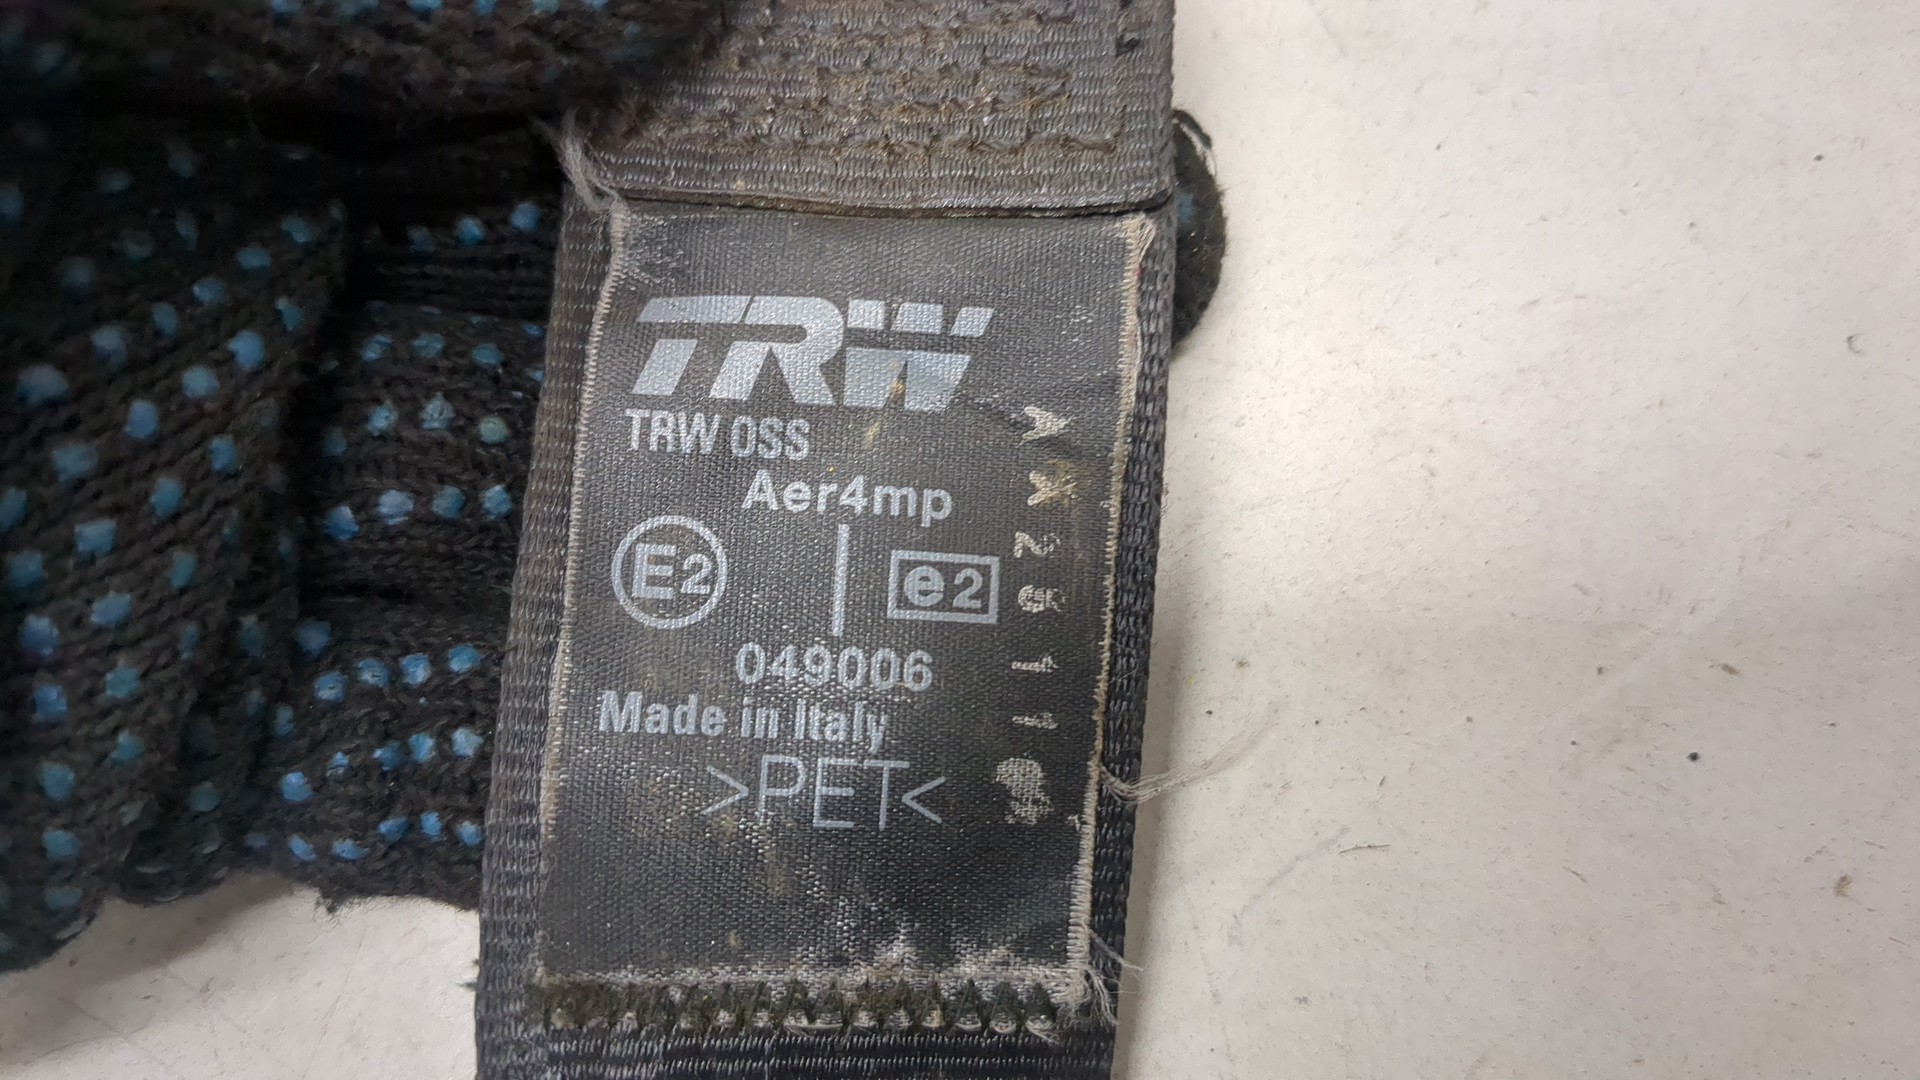 TRW
TRW OSS
Aer4mp
E2 e2
049006
Made in Italy
>PET<